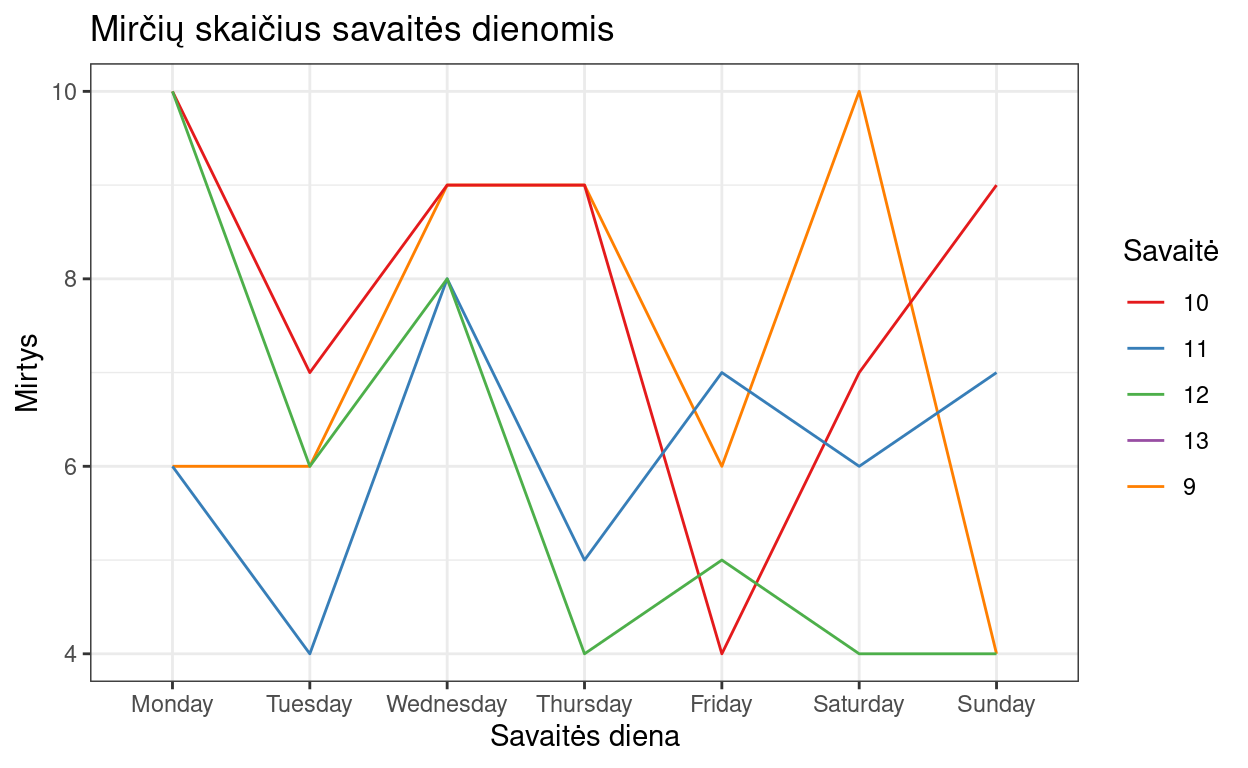 Mirčių skaičius savaitės dienomis
Mirtys
10
8
6
4
Monday Tuesday Wednesday Thursday Friday Saturday Sunday
Savaitės diena
Savaitė
10
11
12
13
9